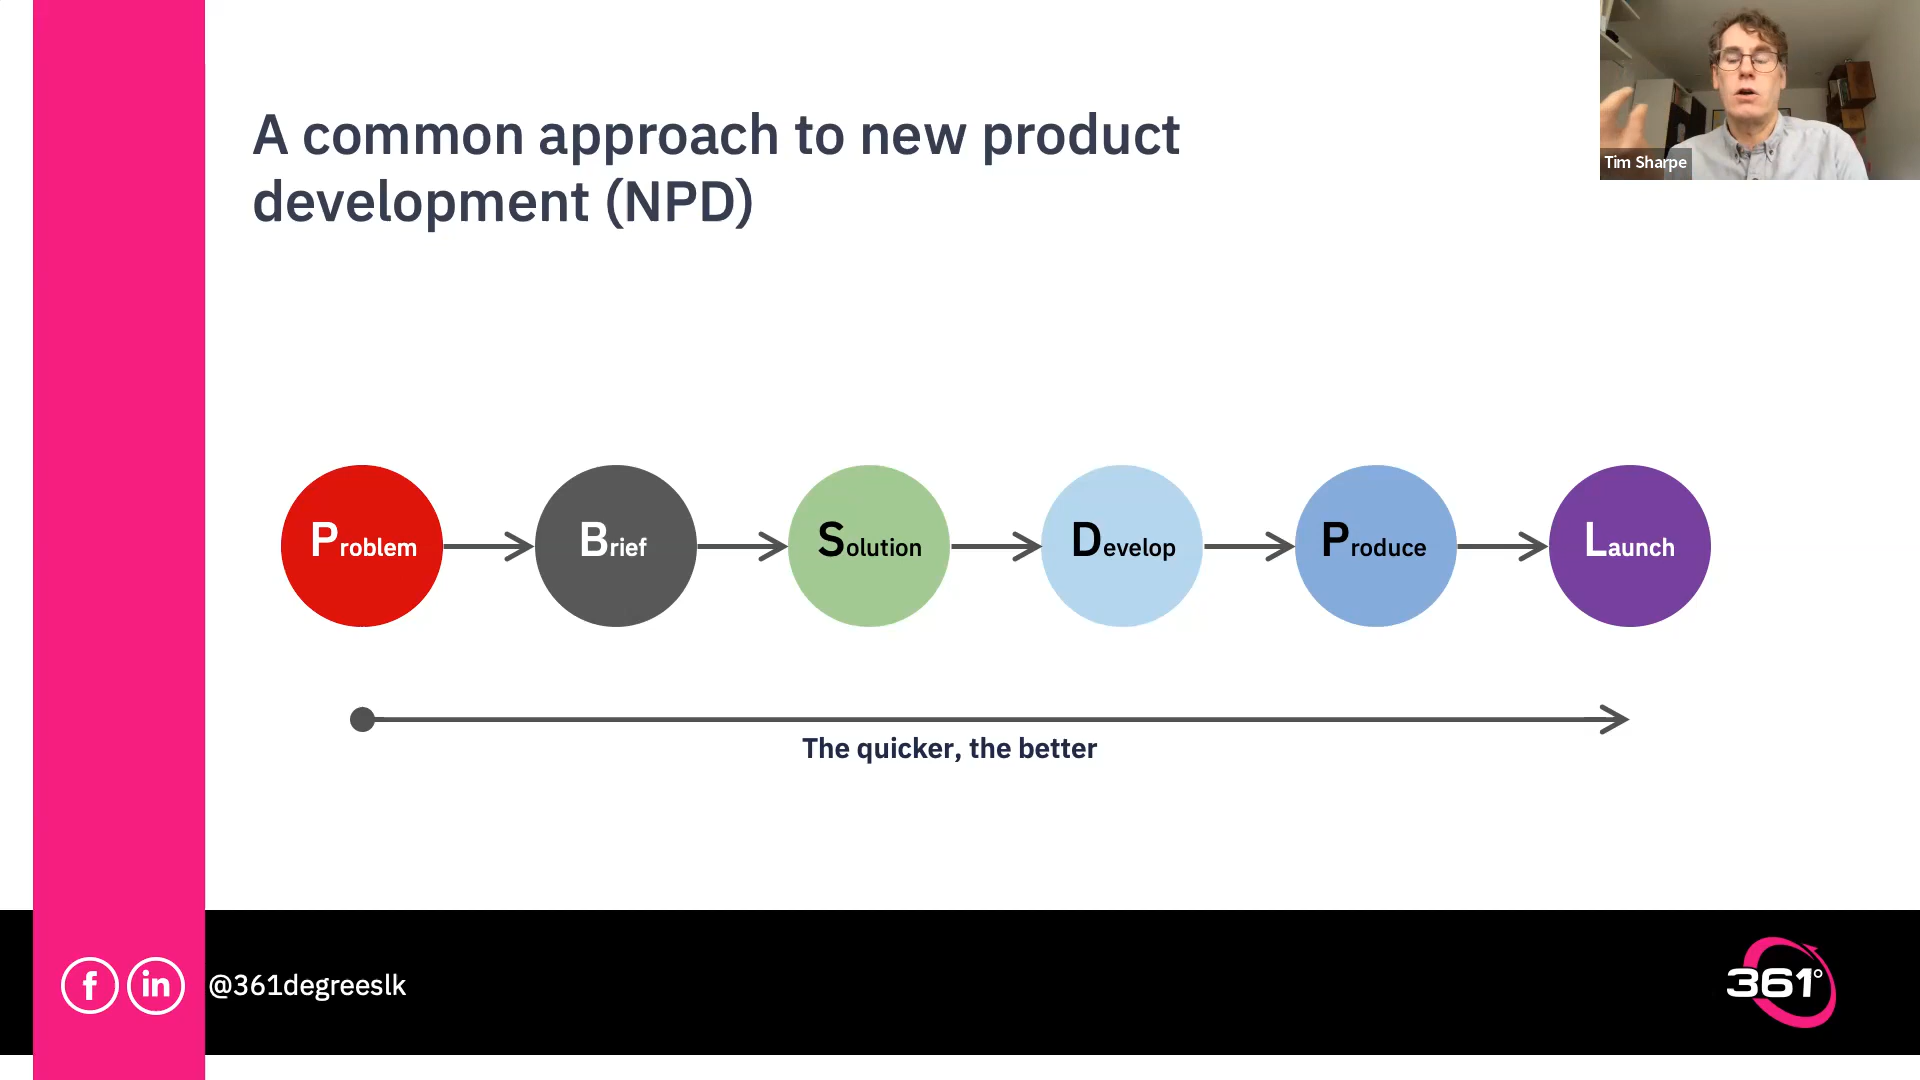 A common approach to new product
development (NPD)
Tim Sharpe
Problem
Brief
Solution
Develop
Produce
Launch
The quicker, the better
f
in
@361degreeslk
361°